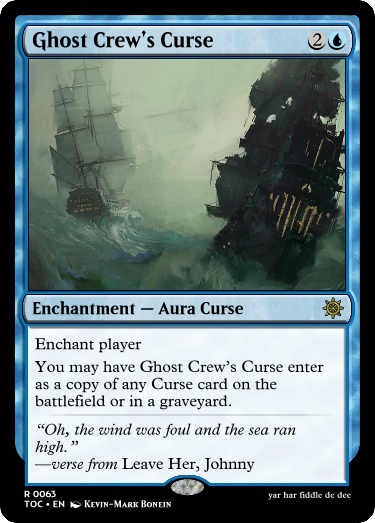 Ghost Crew's Curse 2
Enchantment — Aura Curse
Enchant player
You may have Ghost Crew's Curse enter
as a copy of any Curse card on the
battlefield or in a graveyard.
“Oh, the wind was foul and the sea ran
high.”
—verse from Leave Her, Johnny
R 0063
TOC • EN Kevin-Mark Bonein
yar har fiddle de dee